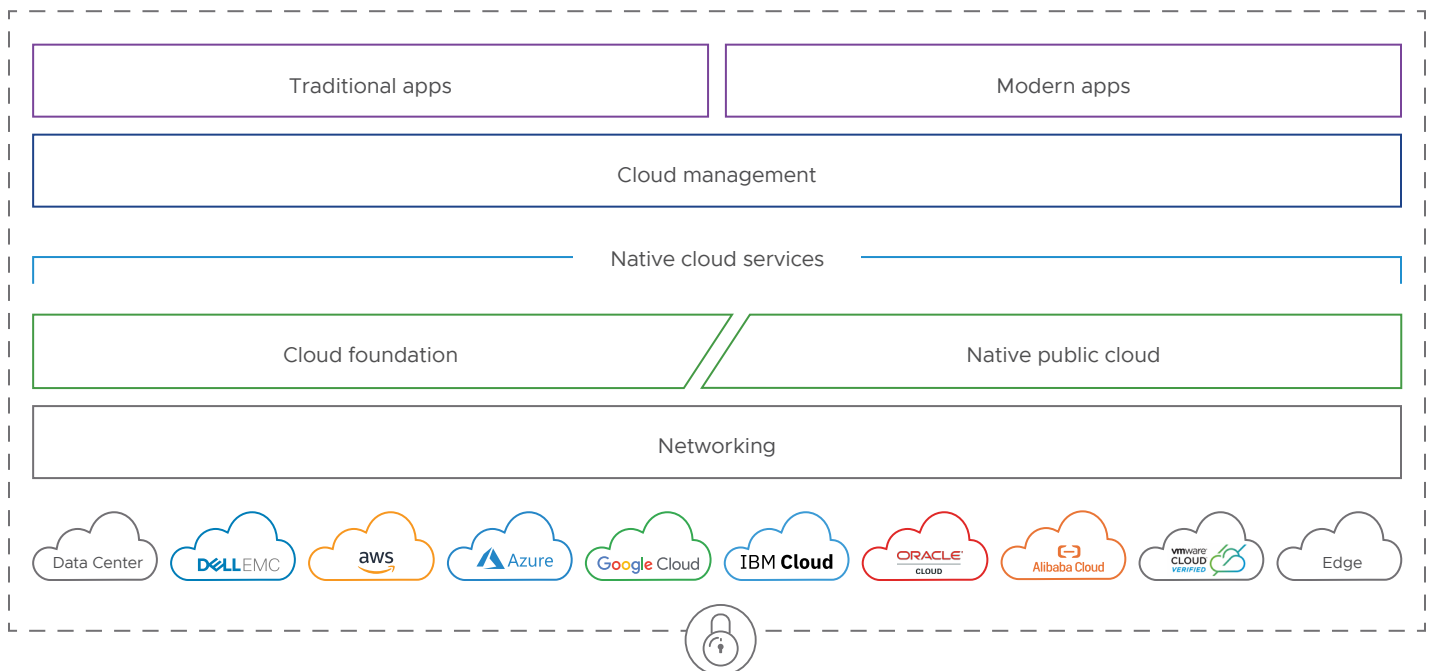 Traditional apps
Modern apps
Cloud management
Native cloud services
Cloud foundation
Native public cloud
Networking
Data Center
DELLEMC
aws
Azure
Google Cloud
IBM Cloud
ORACLE
CLOUD
Alibaba Cloud
vmware
CLOUD
VERIFIED
Edge